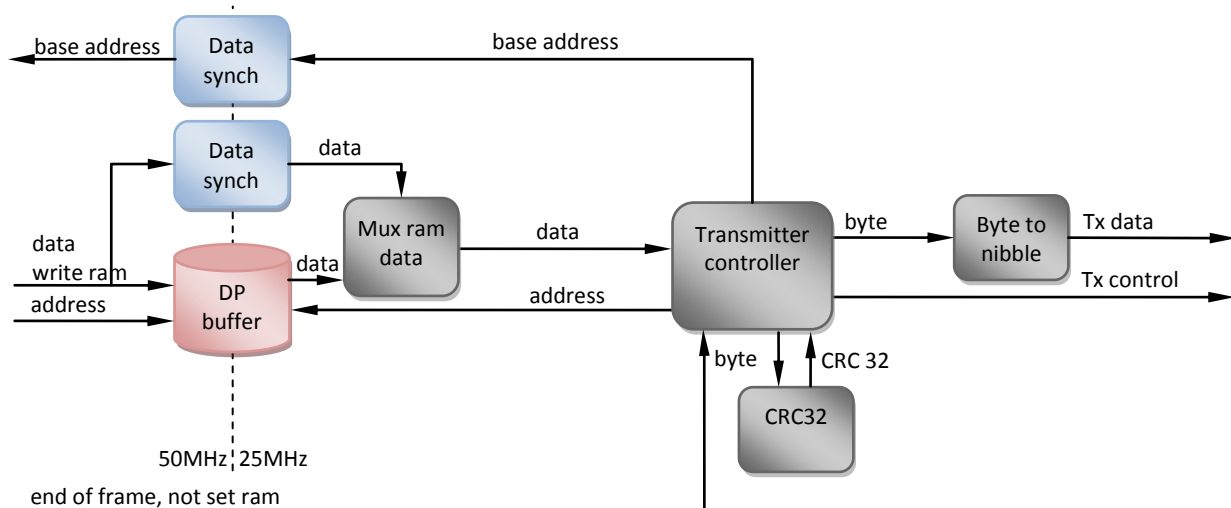 base address
Data
synch
base address
Data
synch
data
Mux ram
data
data
write ram
address
DP
buffer
data
data
address
Transmitter
controller
byte
Byte to
nibble
Tx data
Tx control
byte
CRC 32
CRC32
50MHz
25MHz
end of frame, not set ram